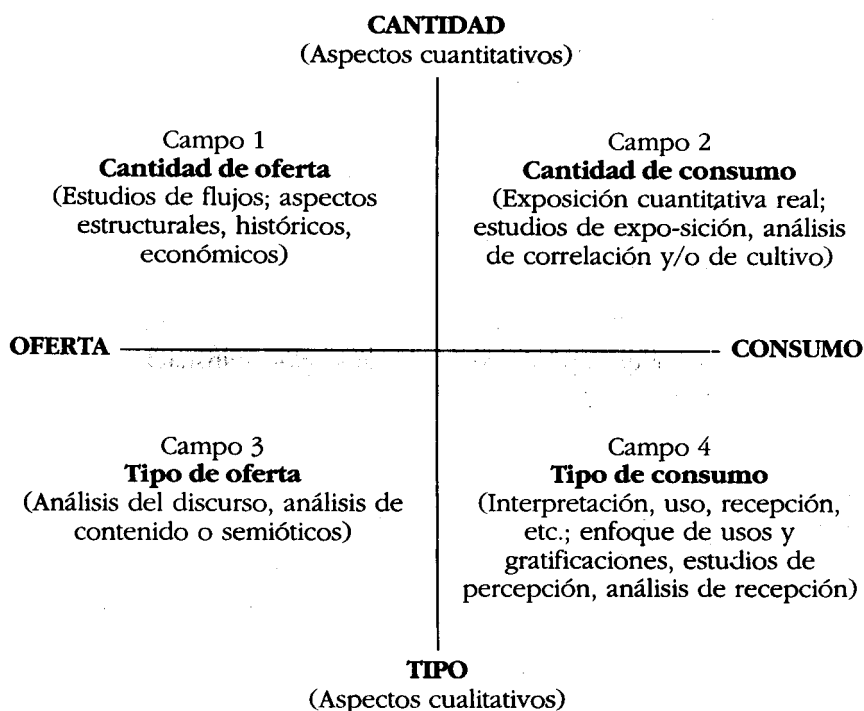 CANTIDAD
(Aspectos cuantitativos)
Campo 1
Cantidad de oferta
(Estudios de flujos; aspectos
estructurales, históricos,
económicos)
Campo 2
Cantidad de consumo
(Exposición cuantitativa real;
estudios de expo-sición, análisis
de correlación y/o de cultivo)
OFERTA
CONSUMO
Campo 3
Tipo de oferta
(Análisis del discurso, análisis de
contenido o semióticos)
Campo 4
Tipo de consumo
(Interpretación, uso, recepción,
etc.; enfoque de usos y
gratificaciones, estudios de
percepción, análisis de recepción)
TIPO
(Aspectos cualitativos)